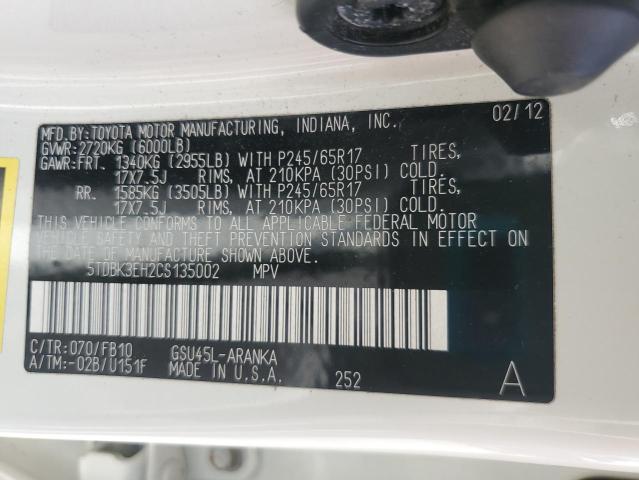 MFD.BY:TOYOTA MOTOR MANUFACTURING, INDIANA, INC. 02/12
GVWR:2720KG (6000LB)
GAWR:FRT. 1340KG (2955LB) WITH P245/65R17 TIRES,
17X7.5J RIMS, AT 210KPA (30PSI) COLD.
RR. 1585KG (3505LB) WITH P245/65R17 TIRES,
17X7.5J RIMS, AT 210KPA (30PSI) COLD.
THIS VEHICLE CONFORMS TO ALL APPLICABLE FEDERAL MOTOR
VEHICLE SAFETY AND THEFT PREVENTION STANDARDS IN EFFECT ON
THE DATE OF MANUFACTURE SHOWN ABOVE.
5TDBK3EH2CS135002 MPV
C/TR:070/FB10 GSU45L-ARANKA
A/TM:-02B/U151F MADE IN U.S.A. 252 A